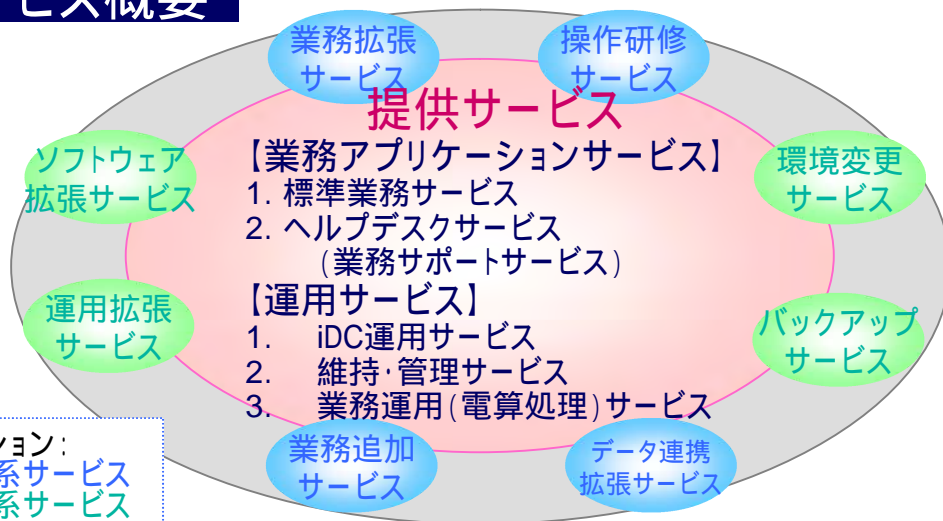 ービス概要
業務拡張
サービス
操作研修
サービス
提供サービス
ソフトウェア
拡張サービス
【業務アプリケーションサービス】
1. 標準業務サービス
2. ヘルプデスクサービス
(業務サポートサービス)
環境変更
サービス
運用拡張
サービス
【運用サービス】
1. iDC運用サービス
2. 維持・管理サービス
3. 業務運用(電算処理)サービス
バックアップ
サービス
業務追加
サービス
データ連携
拡張サービス
ション:
系サービス
系サービス